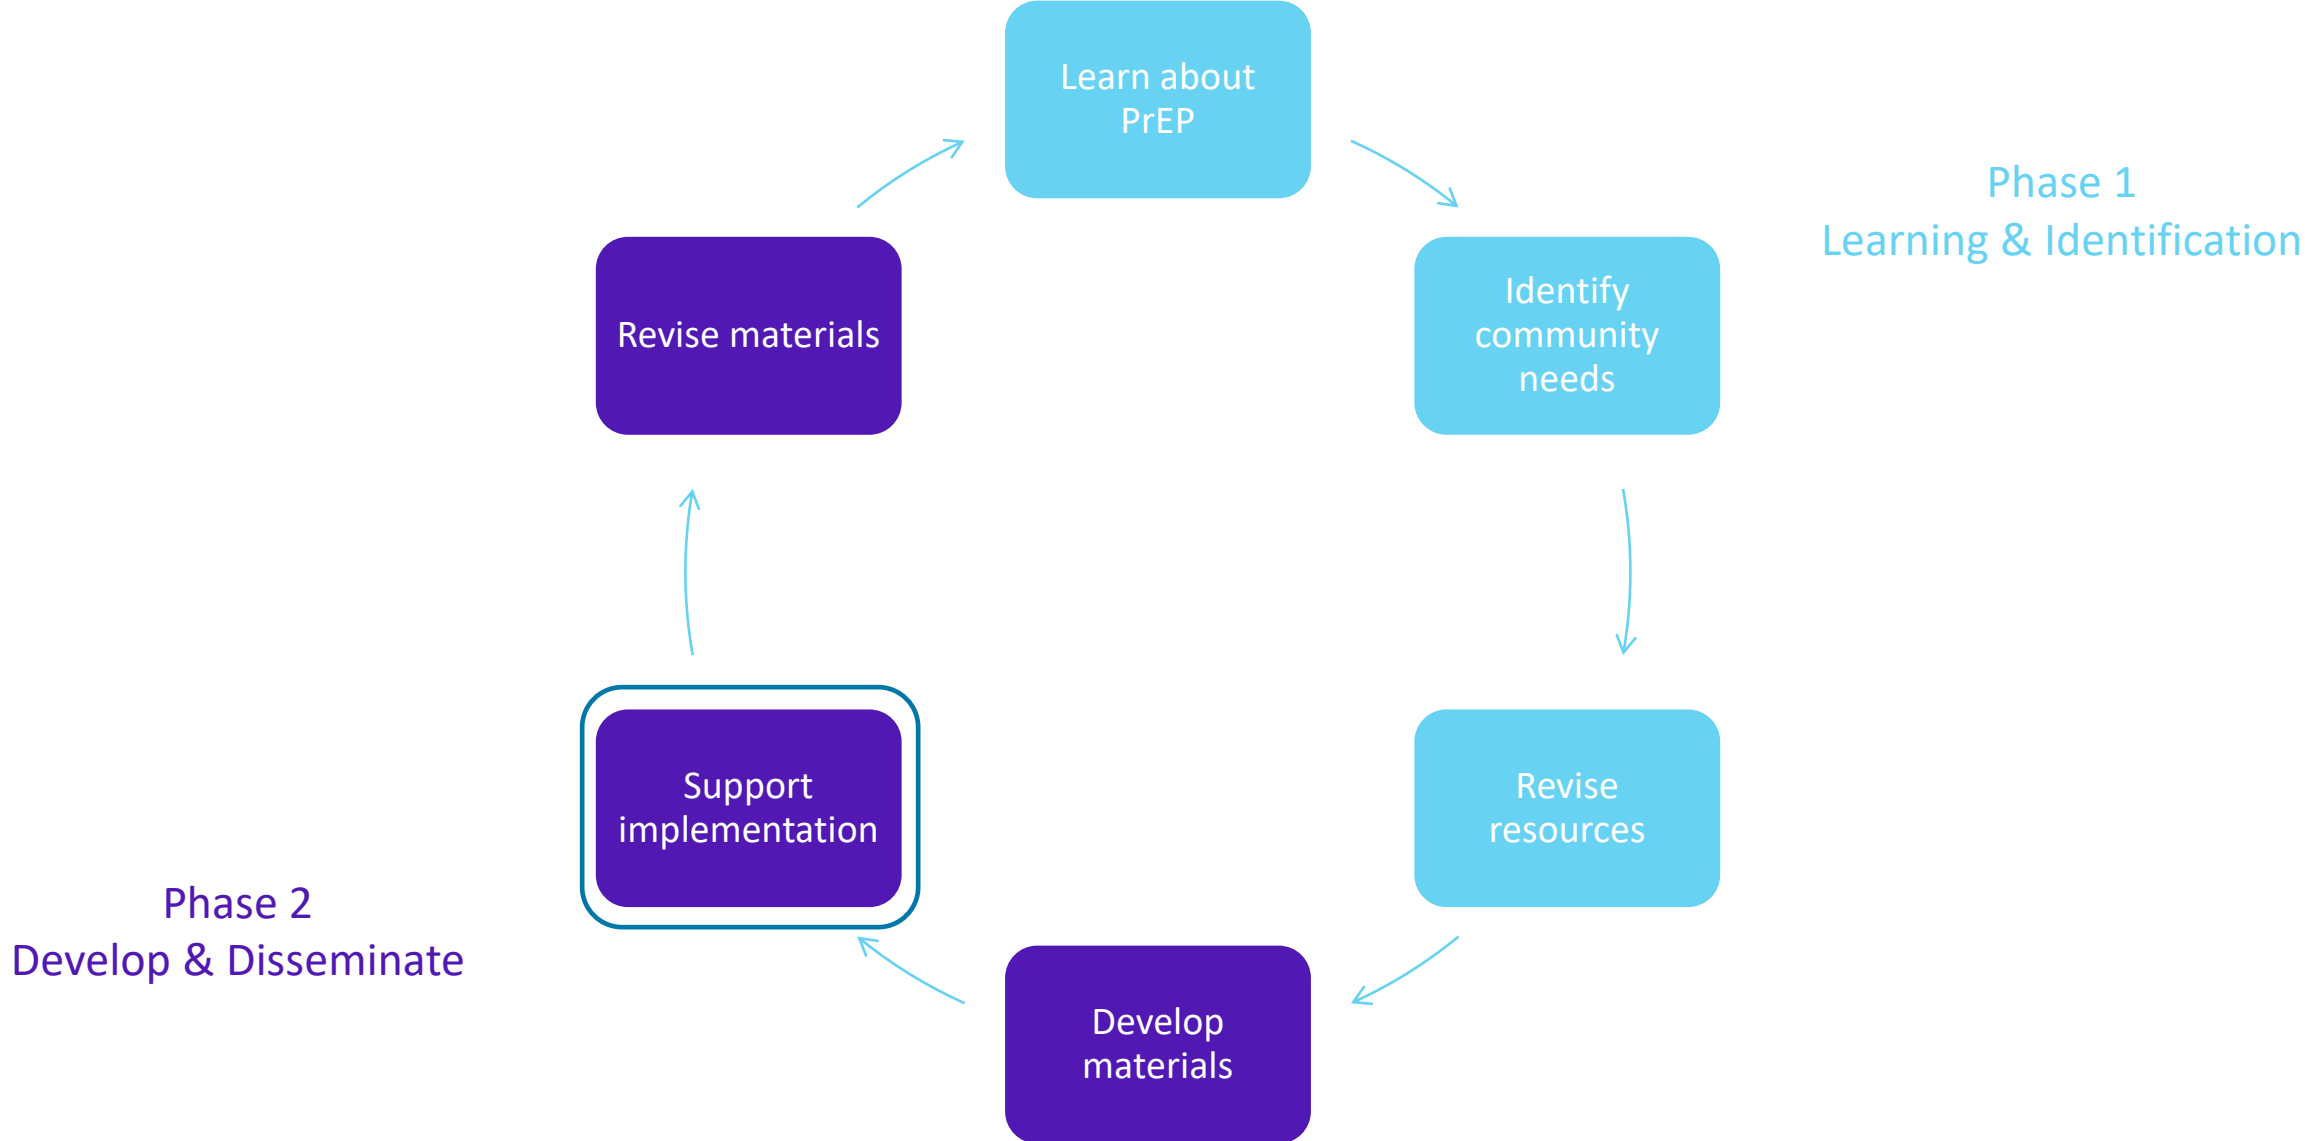 Learn about
PrEP
Phase 1
Learning & Identification
Identify
community
needs
Revise materials
Revise
resources
Support
implementation
Phase 2
Develop & Disseminate
Develop
materials